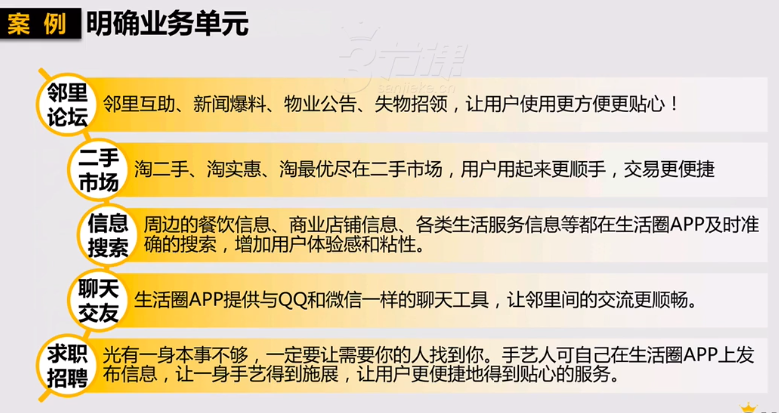 案 例 明确业务单元
三节课
sanjieke.cn
邻里
论坛
邻里互助、新闻爆料、物业公告、失物招领，让用户使用更方便更贴心！
二手
市场
淘二手、淘实惠、淘最优尽在二手市场，用户用起来更顺手，交易更便捷
信息
搜索
周边的餐饮信息、商业店铺信息、各类生活服务信息等都在生活圈APP及时准
确的搜索，增加用户体验感和粘性。
聊天
交友
生活圈APP提供与QQ和微信一样的聊天工具，让邻里间的交流更顺畅。
求职
招聘
光有一身本事不够，一定要让需要你的人找到你。手艺人可自己在生活圈APP上发
布信息，让一身手艺得到施展，让用户更便捷地得到贴心的服务。